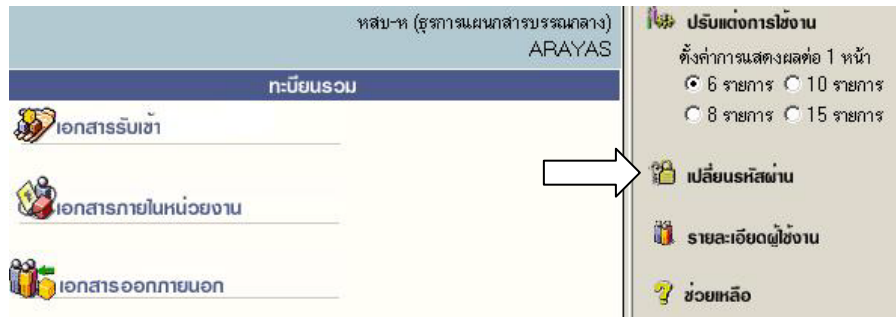 หสบ-ห (ธุรการแผนกสารบรรณกลาง)
ARAYAS
ทะเบียนรวม
เอกสารรับเข้า
เอกสารภายในหน่วยงาน
เอกสารออกภายนอก
ปรับแต่งการใช้งาน
ตั้งค่าการแสดงผลต่อ 1 หน้า
6 รายการ 10 รายการ
8 รายการ 15 รายการ
เปลี่ยนรหัสผ่าน
รายละเอียดผู้ใช้งาน
ช่วยเหลือ